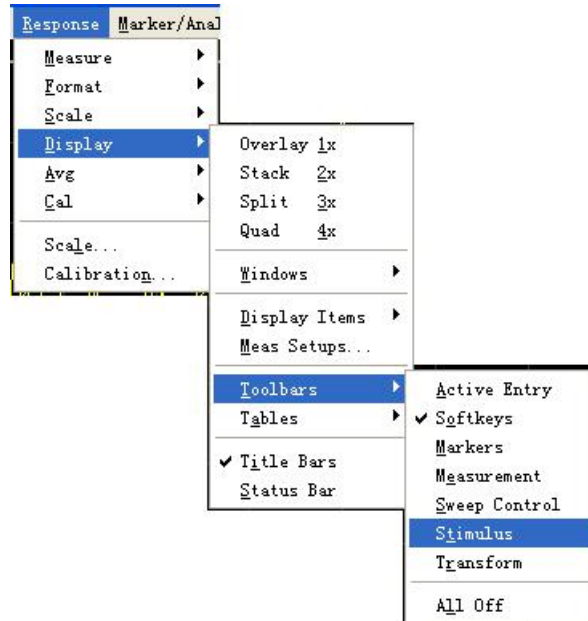 Response Marker/Anal
Measure
Format
Scale
Display
Avg
Cal
Scale...
Calibration...
Overlay 1x
Stack 2x
Split 3x
Quad 4x
Windows
Display Items
Meas Setups...
Toolbars
Tables
Title Bars
Status Bar
Active Entry
Softkeys
Markers
Measurement
Sweep Control
Stimulus
Transform
All Off